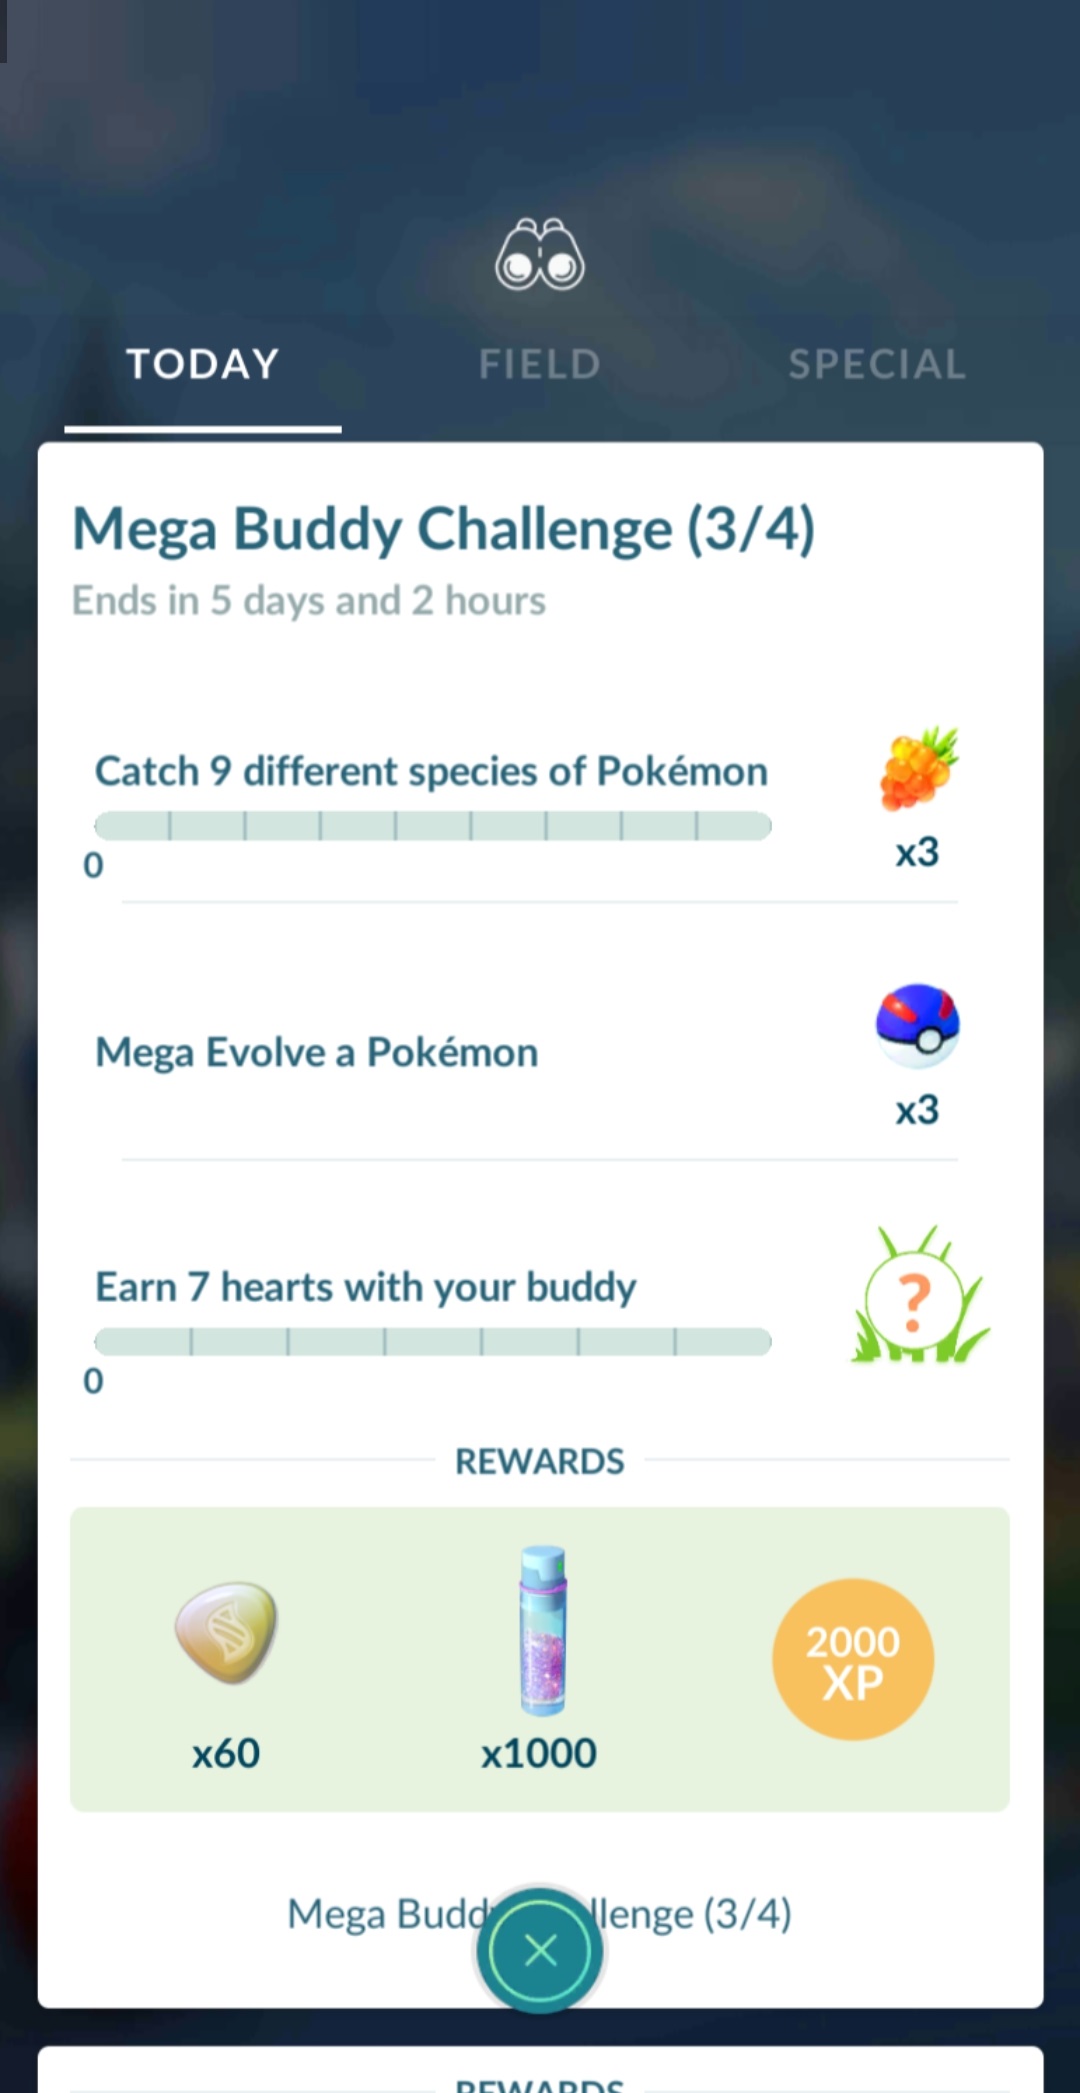 TODAY
FIELD
SPECIAL
Mega Buddy Challenge (3/4)
Ends in 5 days and 2 hours
Catch 9 different species of Pokémon
0
x3
Mega Evolve a Pokémon
x3
Earn 7 hearts with your buddy
0
?
REWARDS
2000
XP
x60
x1000
Mega Budd llenge (3/4)
REWARDS